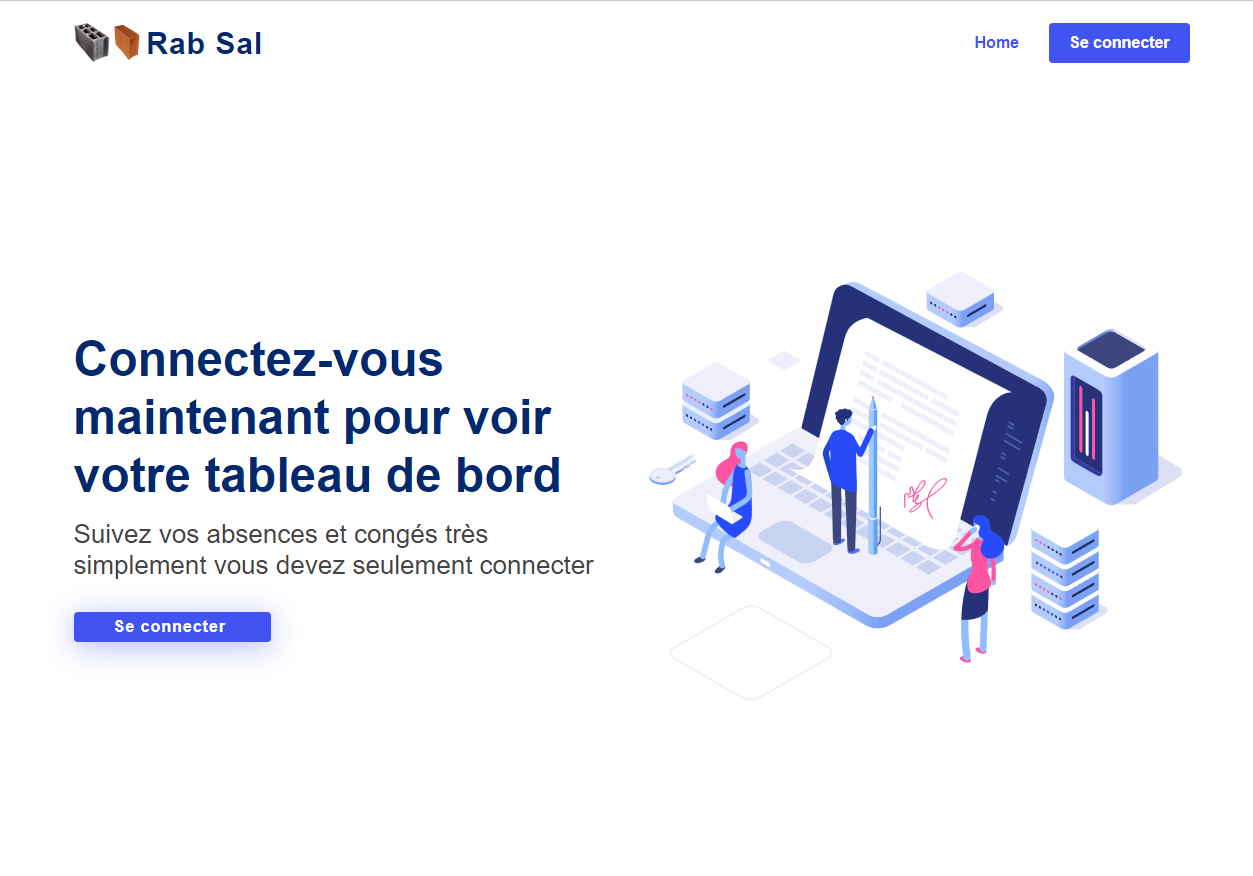 Rab Sal
Home
Se connecter
Connectez-vous
maintenant pour voir
votre tableau de bord
Suivez vos absences et congés très
simplement vous devez seulement connecter
Se connecter